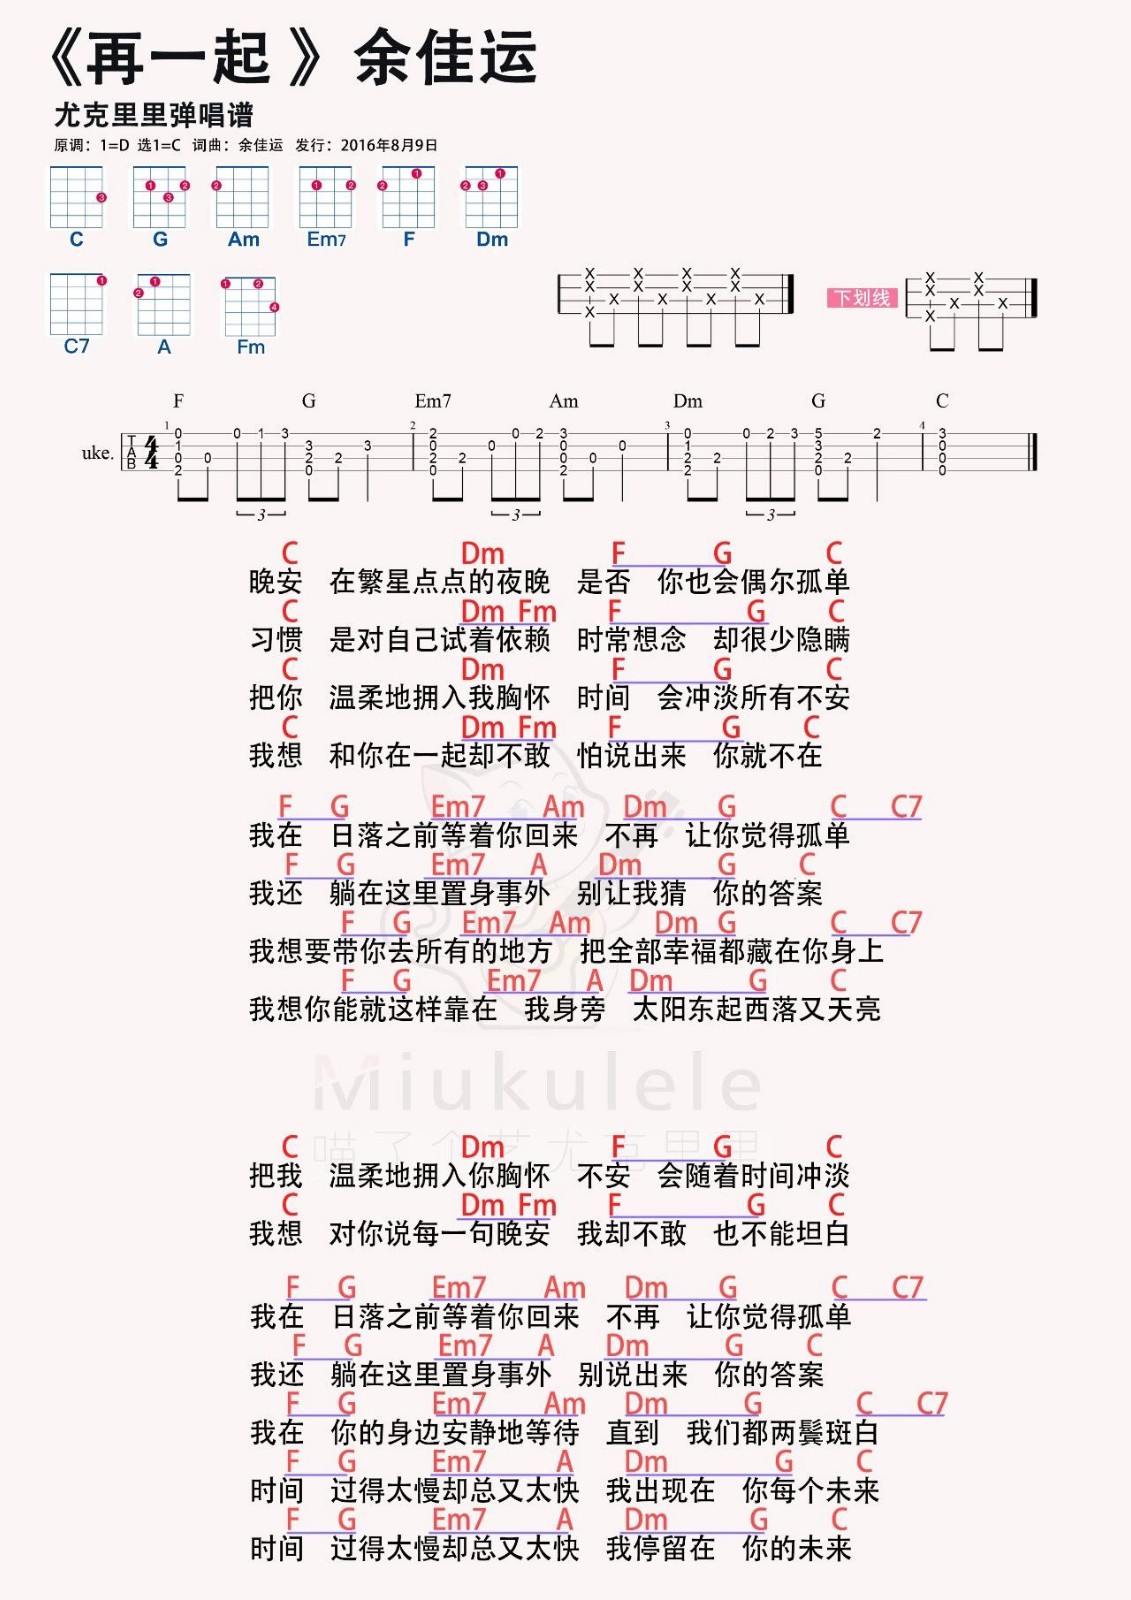 《再一起 》余佳运
尤克里里弹唱谱
原调：1=D 选1=C 词曲：余佳运 发行：2016年8月9日
C G Am Em7 F Dm
C7 A Fm
下划线
F G Em7 Am Dm G C
uke.
C Dm F G C
晚安 在繁星点点的夜晚 是否 你也会偶尔孤单
C Dm Fm F G C
习惯 是对自己试着依赖 时常想念 却很少隐瞒
C Dm F G C
把你 温柔地拥入我胸怀 时间 会冲淡所有不安
C Dm Fm F G C
我想 和你在一起却不敢 怕说出来 你就不在
F G Em7 Am Dm G C C7
我在 日落之前等着你回来 不再 让你觉得孤单
F G Em7 A Dm G C
我还 躺在这里置身事外 别让我猜 你的答案
F G Em7 Am Dm G C C7
我想要带你去所有的地方 把全部幸福都藏在你身上
F G Em7 A Dm G C
我想你能就这样靠在 我身旁 太阳东起西落又天亮
Miukulele
喵了个艺尤克里里
C Dm F G C
把我 温柔地拥入你胸怀 不安 会随着时间冲淡
C Dm Fm F G C
我想 对你说每一句晚安 我却不敢 也不能坦白
F G Em7 Am Dm G C C7
我在 日落之前等着你回来 不再 让你觉得孤单
F G Em7 A Dm G C
我还 躺在这里置身事外 别说出来 你的答案
F G Em7 Am Dm G C C7
我在 你的身边安静地等待 直到 我们都两鬓斑白
F G Em7 A Dm G C
时间 过得太慢却总又太快 我出现在 你每个未来
F G Em7 A Dm G C
时间 过得太慢却总又太快 我停留在 你的未来